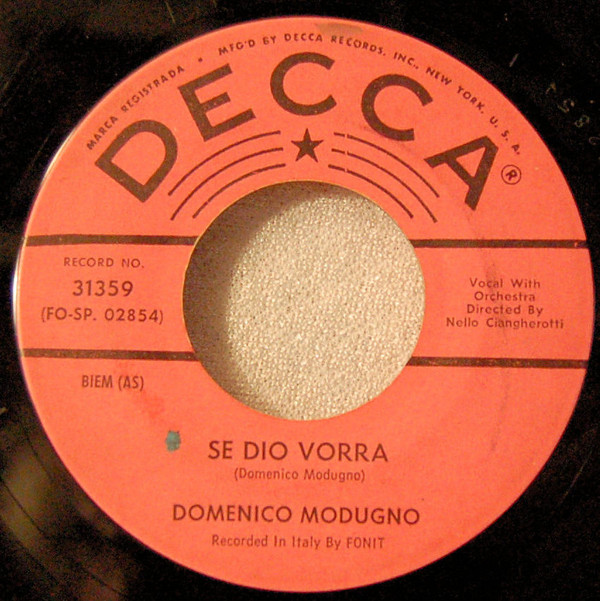 MARCA REGISTRADA • MFG'D BY DECCA RECORDS, INC., NEW YORK, U. S. A.
DECCA®
RECORD NO.
31359
(FO-SP. 02854)
Vocal With
Orchestra
Directed By
Nello Ciangherotti
BIEM (AS)
SE DIO VORRA
(Domenico Modugno)
DOMENICO MODUGNO
Recorded In Italy By FONIT